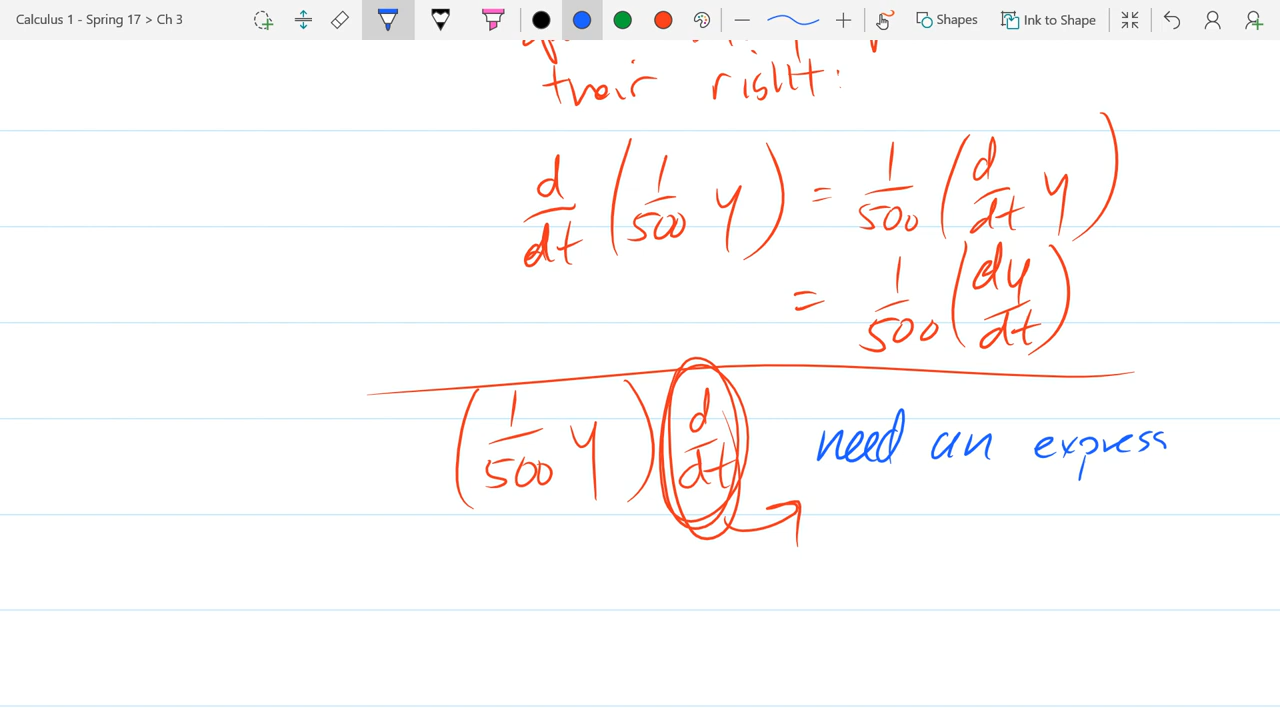 Calculus 1 - Spring 17 > Ch 3
Shapes
Ink to Shape
their right:
d/dt (1/500 y) = 1/500 (d/dt y)
= 1/500 (dy/dt)
(1/500 y) d/dt need an express